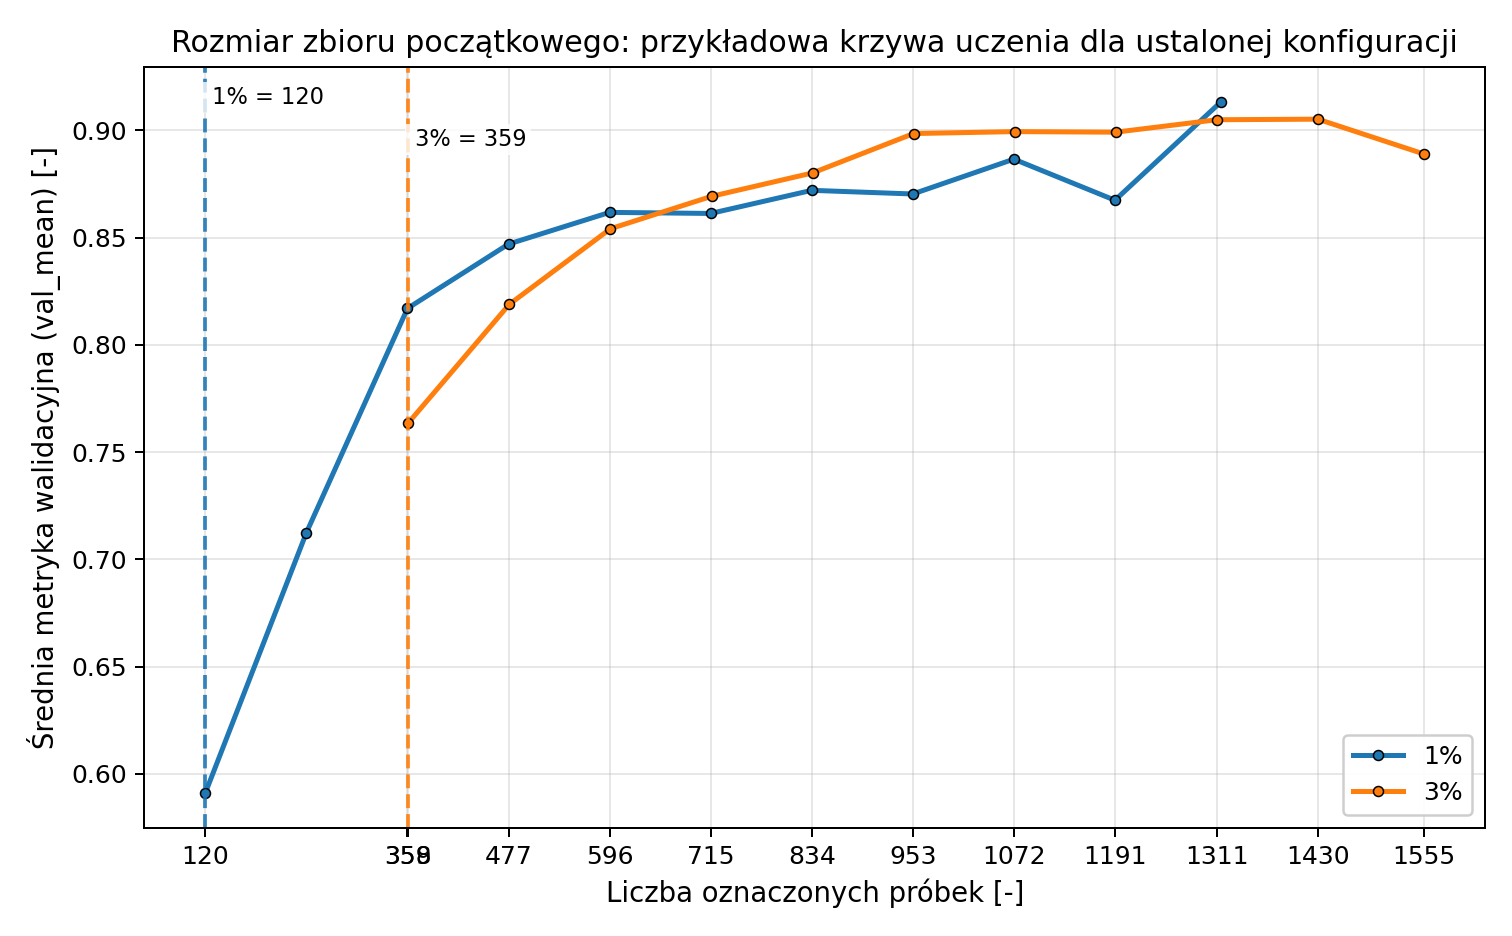 Rozmiar zbioru początkowego: przykładowa krzywa uczenia dla ustalonej konfiguracji
Średnia metryka walidacyjna (val_mean) [-]
0.90
0.85
0.80
0.75
0.70
0.65
0.60
1% = 120
3% = 359
1%
3%
120 477 596 715 834 953 1072 1191 1311 1430 1555
Liczba oznaczonych próbek [-]